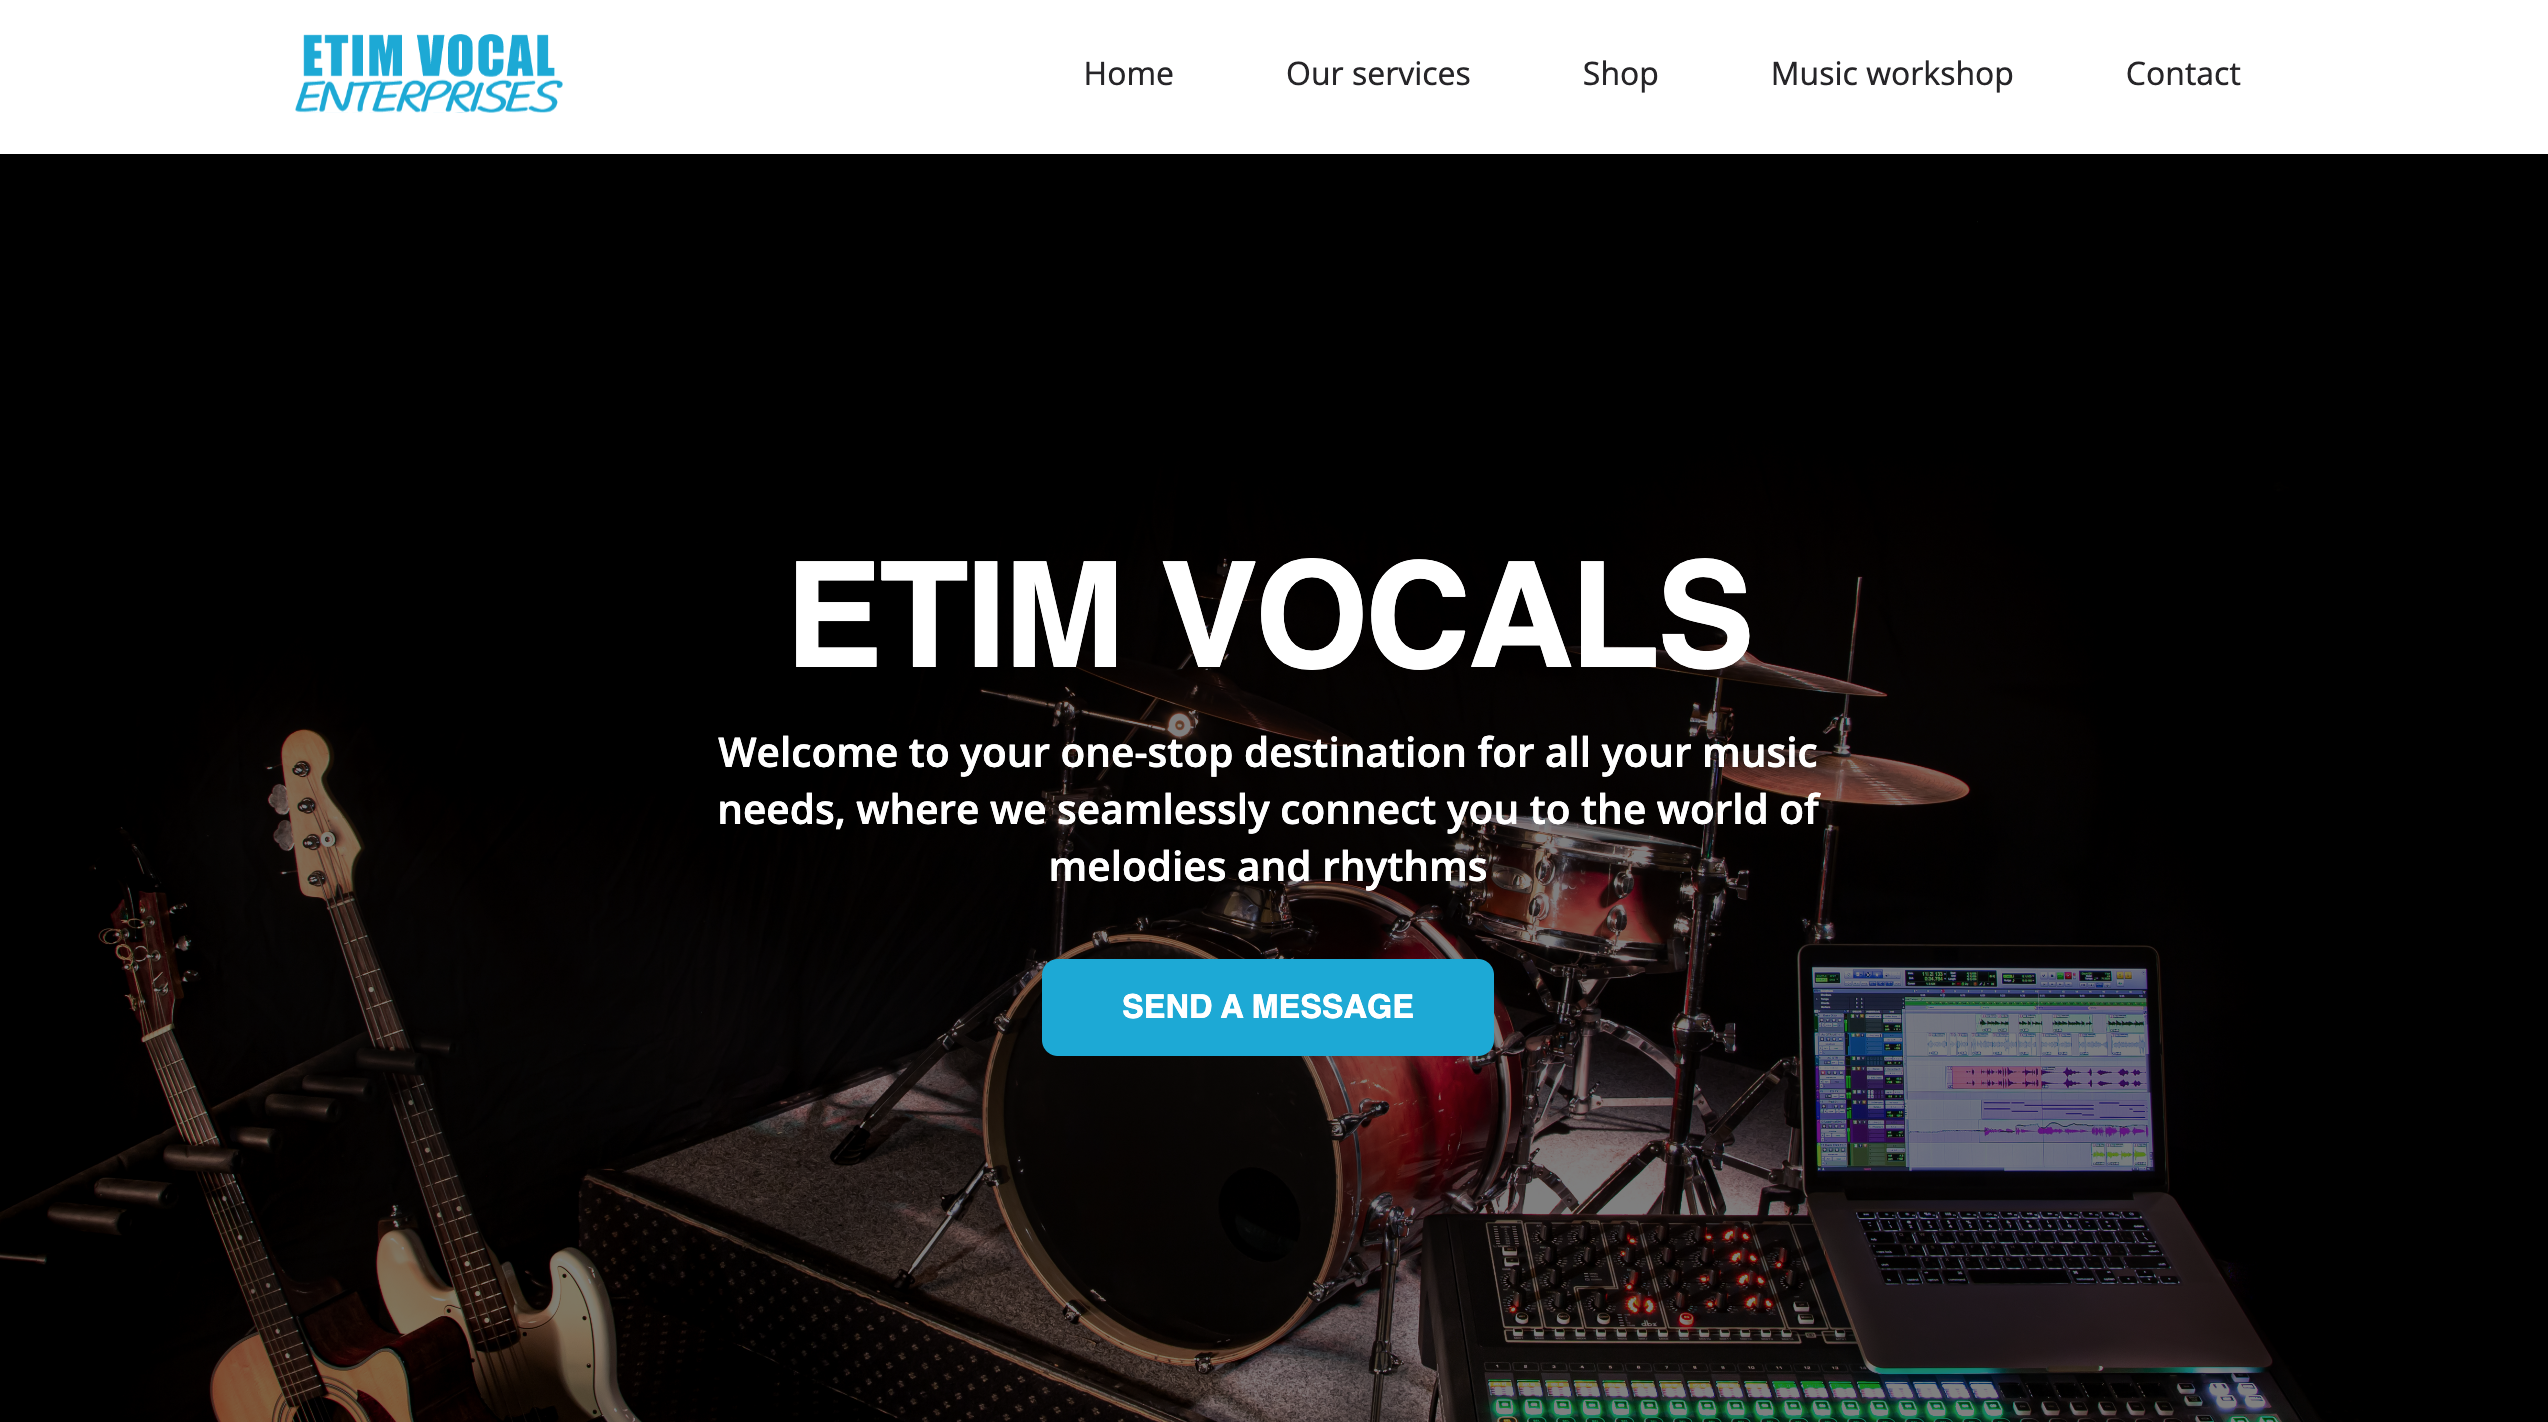 ETIM VOCAL
ENTERPRISES
Home
Our services
Shop
Music workshop
Contact
ETIM VOCALS
Welcome to your one-stop destination for all your music
needs, where we seamlessly connect you to the world of
melodies and rhythms
SEND A MESSAGE